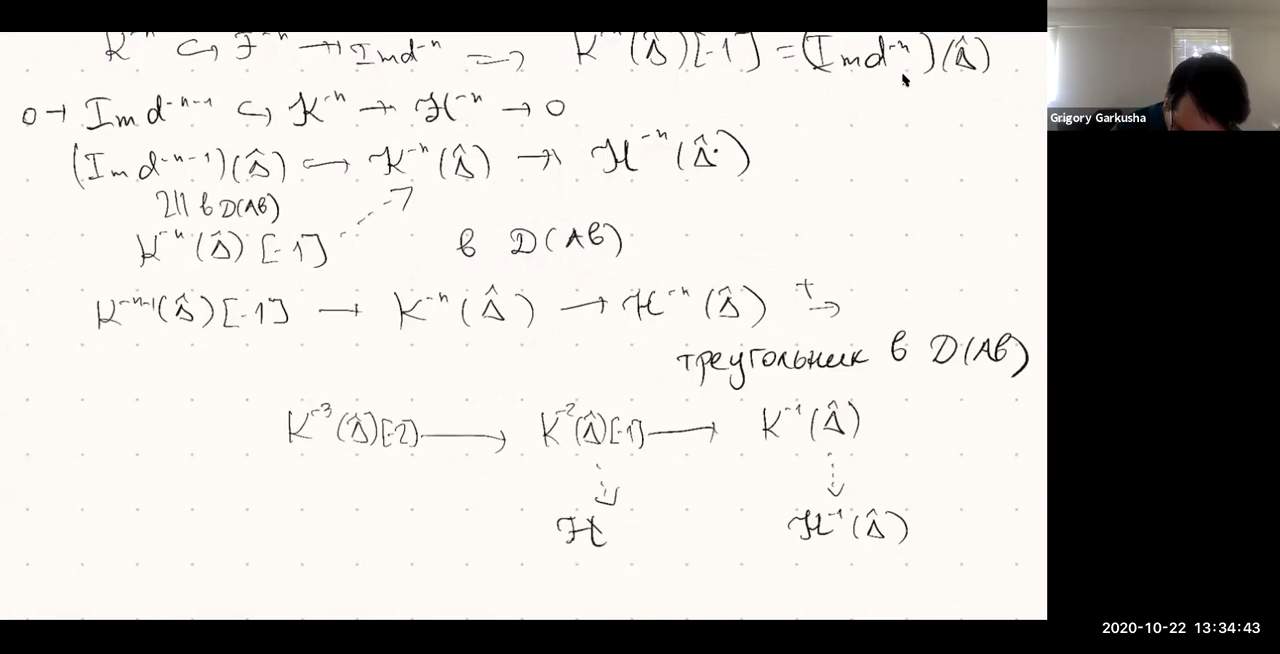 K⁻ⁿ ↪ F⁻ⁿ ↠ Im d⁻ⁿ ⇒ K⁻ⁿ(Δ̂)[-1] = (Im d⁻ⁿ)(Δ̂)
0 → Im d⁻ⁿ⁻¹ ↪ K⁻ⁿ → H⁻ⁿ → 0
(Im d⁻ⁿ⁻¹)(Δ̂) ↪ K⁻ⁿ(Δ̂) ↠ H⁻ⁿ(Δ̂)
≀|| в D(Ab)
K⁻ⁿ(Δ̂)[-1] ⇢ в D(Ab)
K⁻ⁿ⁻¹(Δ̂)[-1] → K⁻ⁿ(Δ̂) → H⁻ⁿ(Δ̂) →⁺
треугольник в D(Ab)
K⁻³(Δ̂)[-2] → K⁻²(Δ̂)[-1] → K⁻¹(Δ̂)
H H⁻¹(Δ̂)
Grigory Garkusha
2020-10-22 13:34:43